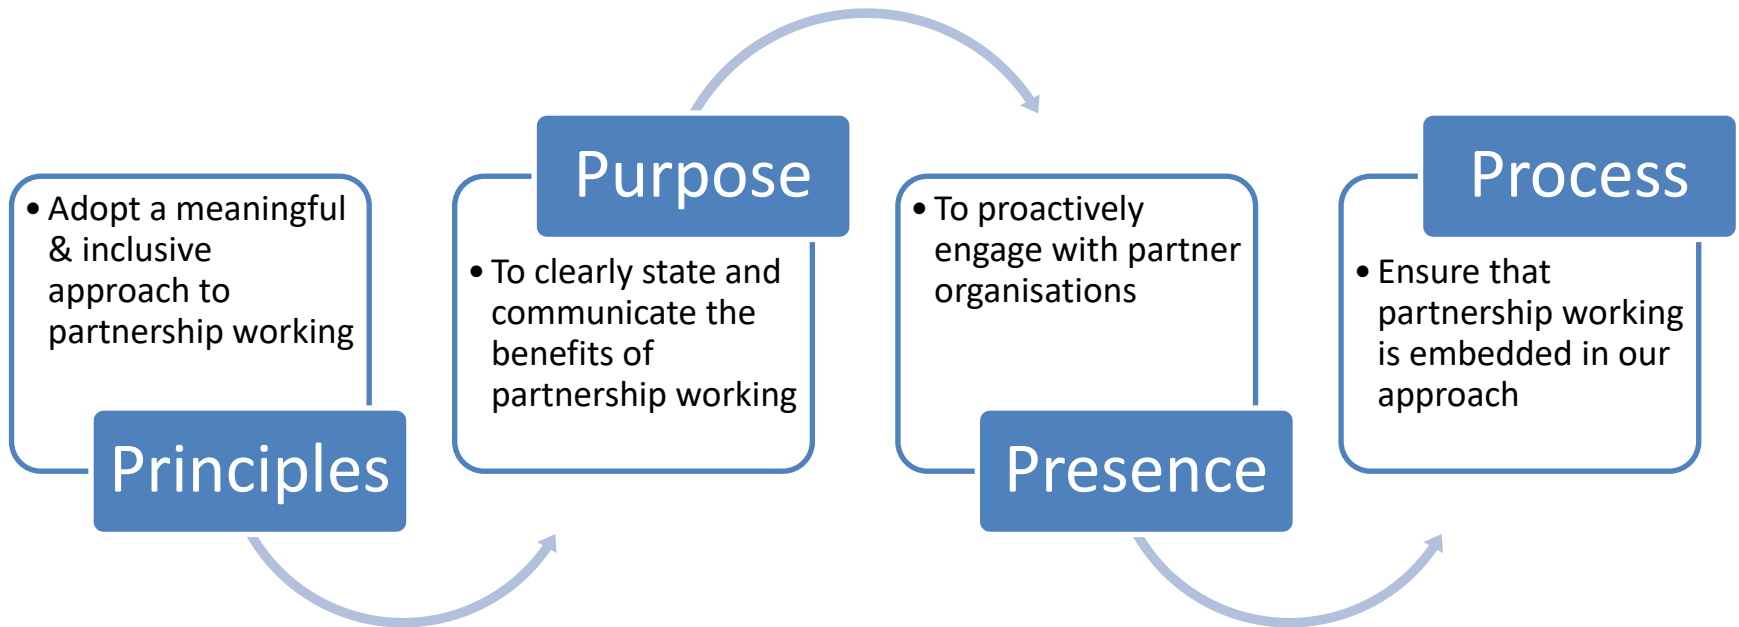 • Adopt a meaningful
& inclusive
approach to
partnership working
Principles
Purpose
• To clearly state and
communicate the
benefits of
partnership working
• To proactively
engage with partner
organisations
Presence
Process
• Ensure that
partnership working
is embedded in our
approach